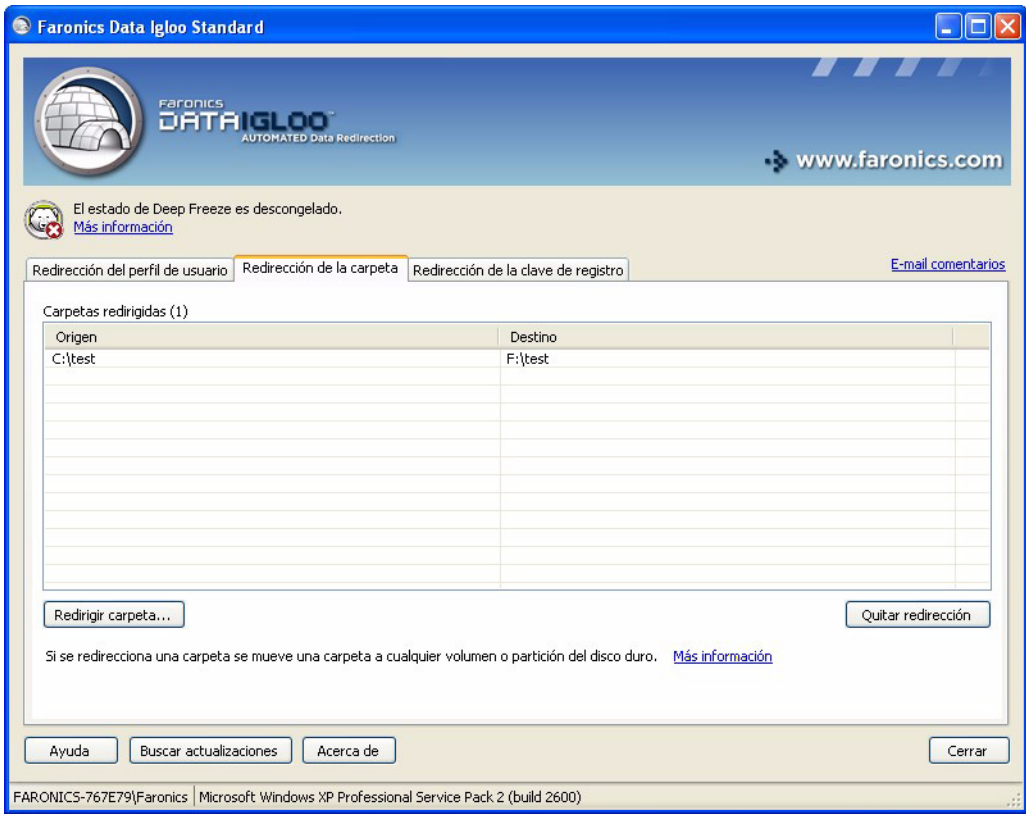 Faronics Data Igloo Standard
FARONICS
DATA IGLOO™
AUTOMATED Data Redirection
www.faronics.com
El estado de Deep Freeze es descongelado.
Más información
Redirección del perfil de usuario Redirección de la carpeta Redirección de la clave de registro E-mail comentarios
Carpetas redirigidas (1)
Origen Destino
C:\test F:\test
Redirigir carpeta... Quitar redirección
Si se redirecciona una carpeta se mueve una carpeta a cualquier volumen o partición del disco duro. Más información
Ayuda Buscar actualizaciones Acerca de Cerrar
FARONICS-767E79\Faronics Microsoft Windows XP Professional Service Pack 2 (build 2600)